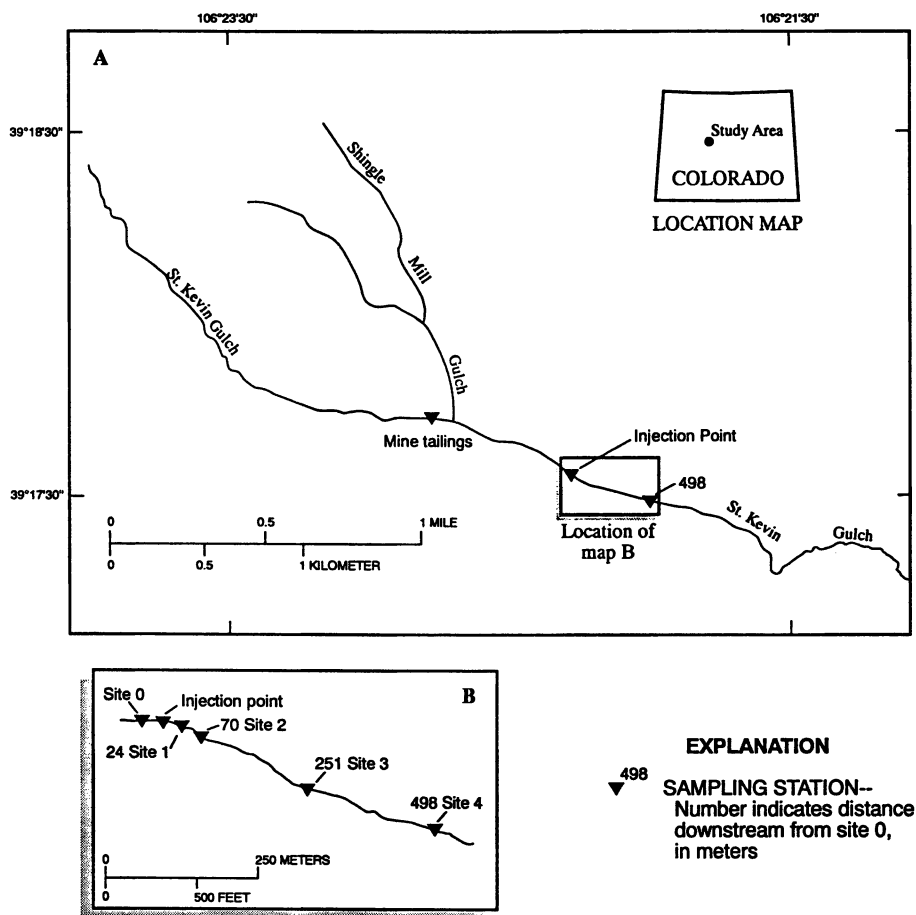 106°23'30"
106°21'30"
A
39°18'30"
Shingle
Mill
Gulch
Study Area
COLORADO
LOCATION MAP
St. Kevin Gulch
Mine tailings
Injection Point
498
39°17'30"
Location of
map B
St. Kevin
Gulch
0 0.5 1 MILE
0 0.5 1 KILOMETER
B
Site 0
Injection point
24 Site 1
70 Site 2
251 Site 3
498 Site 4
0 250 METERS
0 500 FEET
EXPLANATION
498
SAMPLING STATION--
Number indicates distance
downstream from site 0,
in meters